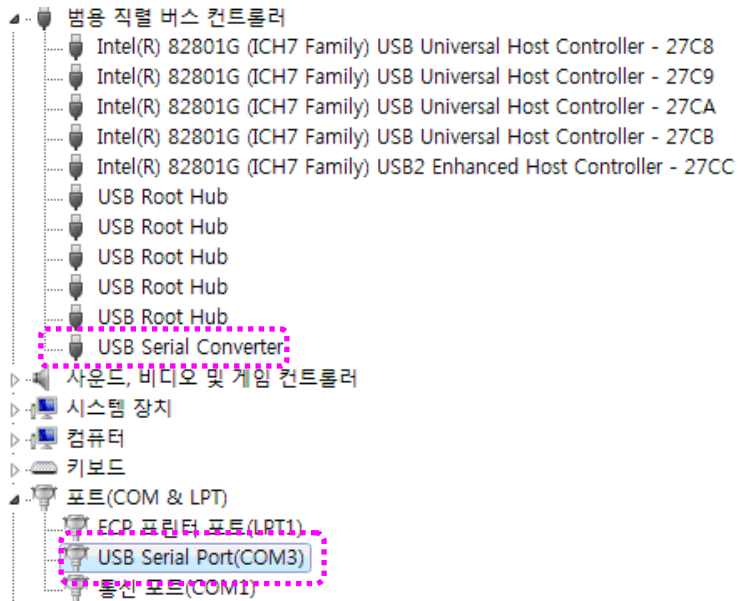 범용 직렬 버스 컨트롤러
Intel(R) 82801G (ICH7 Family) USB Universal Host Controller - 27C8
Intel(R) 82801G (ICH7 Family) USB Universal Host Controller - 27C9
Intel(R) 82801G (ICH7 Family) USB Universal Host Controller - 27CA
Intel(R) 82801G (ICH7 Family) USB Universal Host Controller - 27CB
Intel(R) 82801G (ICH7 Family) USB2 Enhanced Host Controller - 27CC
USB Root Hub
USB Root Hub
USB Root Hub
USB Root Hub
USB Root Hub
USB Serial Converter
사운드, 비디오 및 게임 컨트롤러
시스템 장치
컴퓨터
키보드
포트(COM & LPT)
ECP 프린터 포트(LPT1)
USB Serial Port(COM3)
통신 포트(COM1)